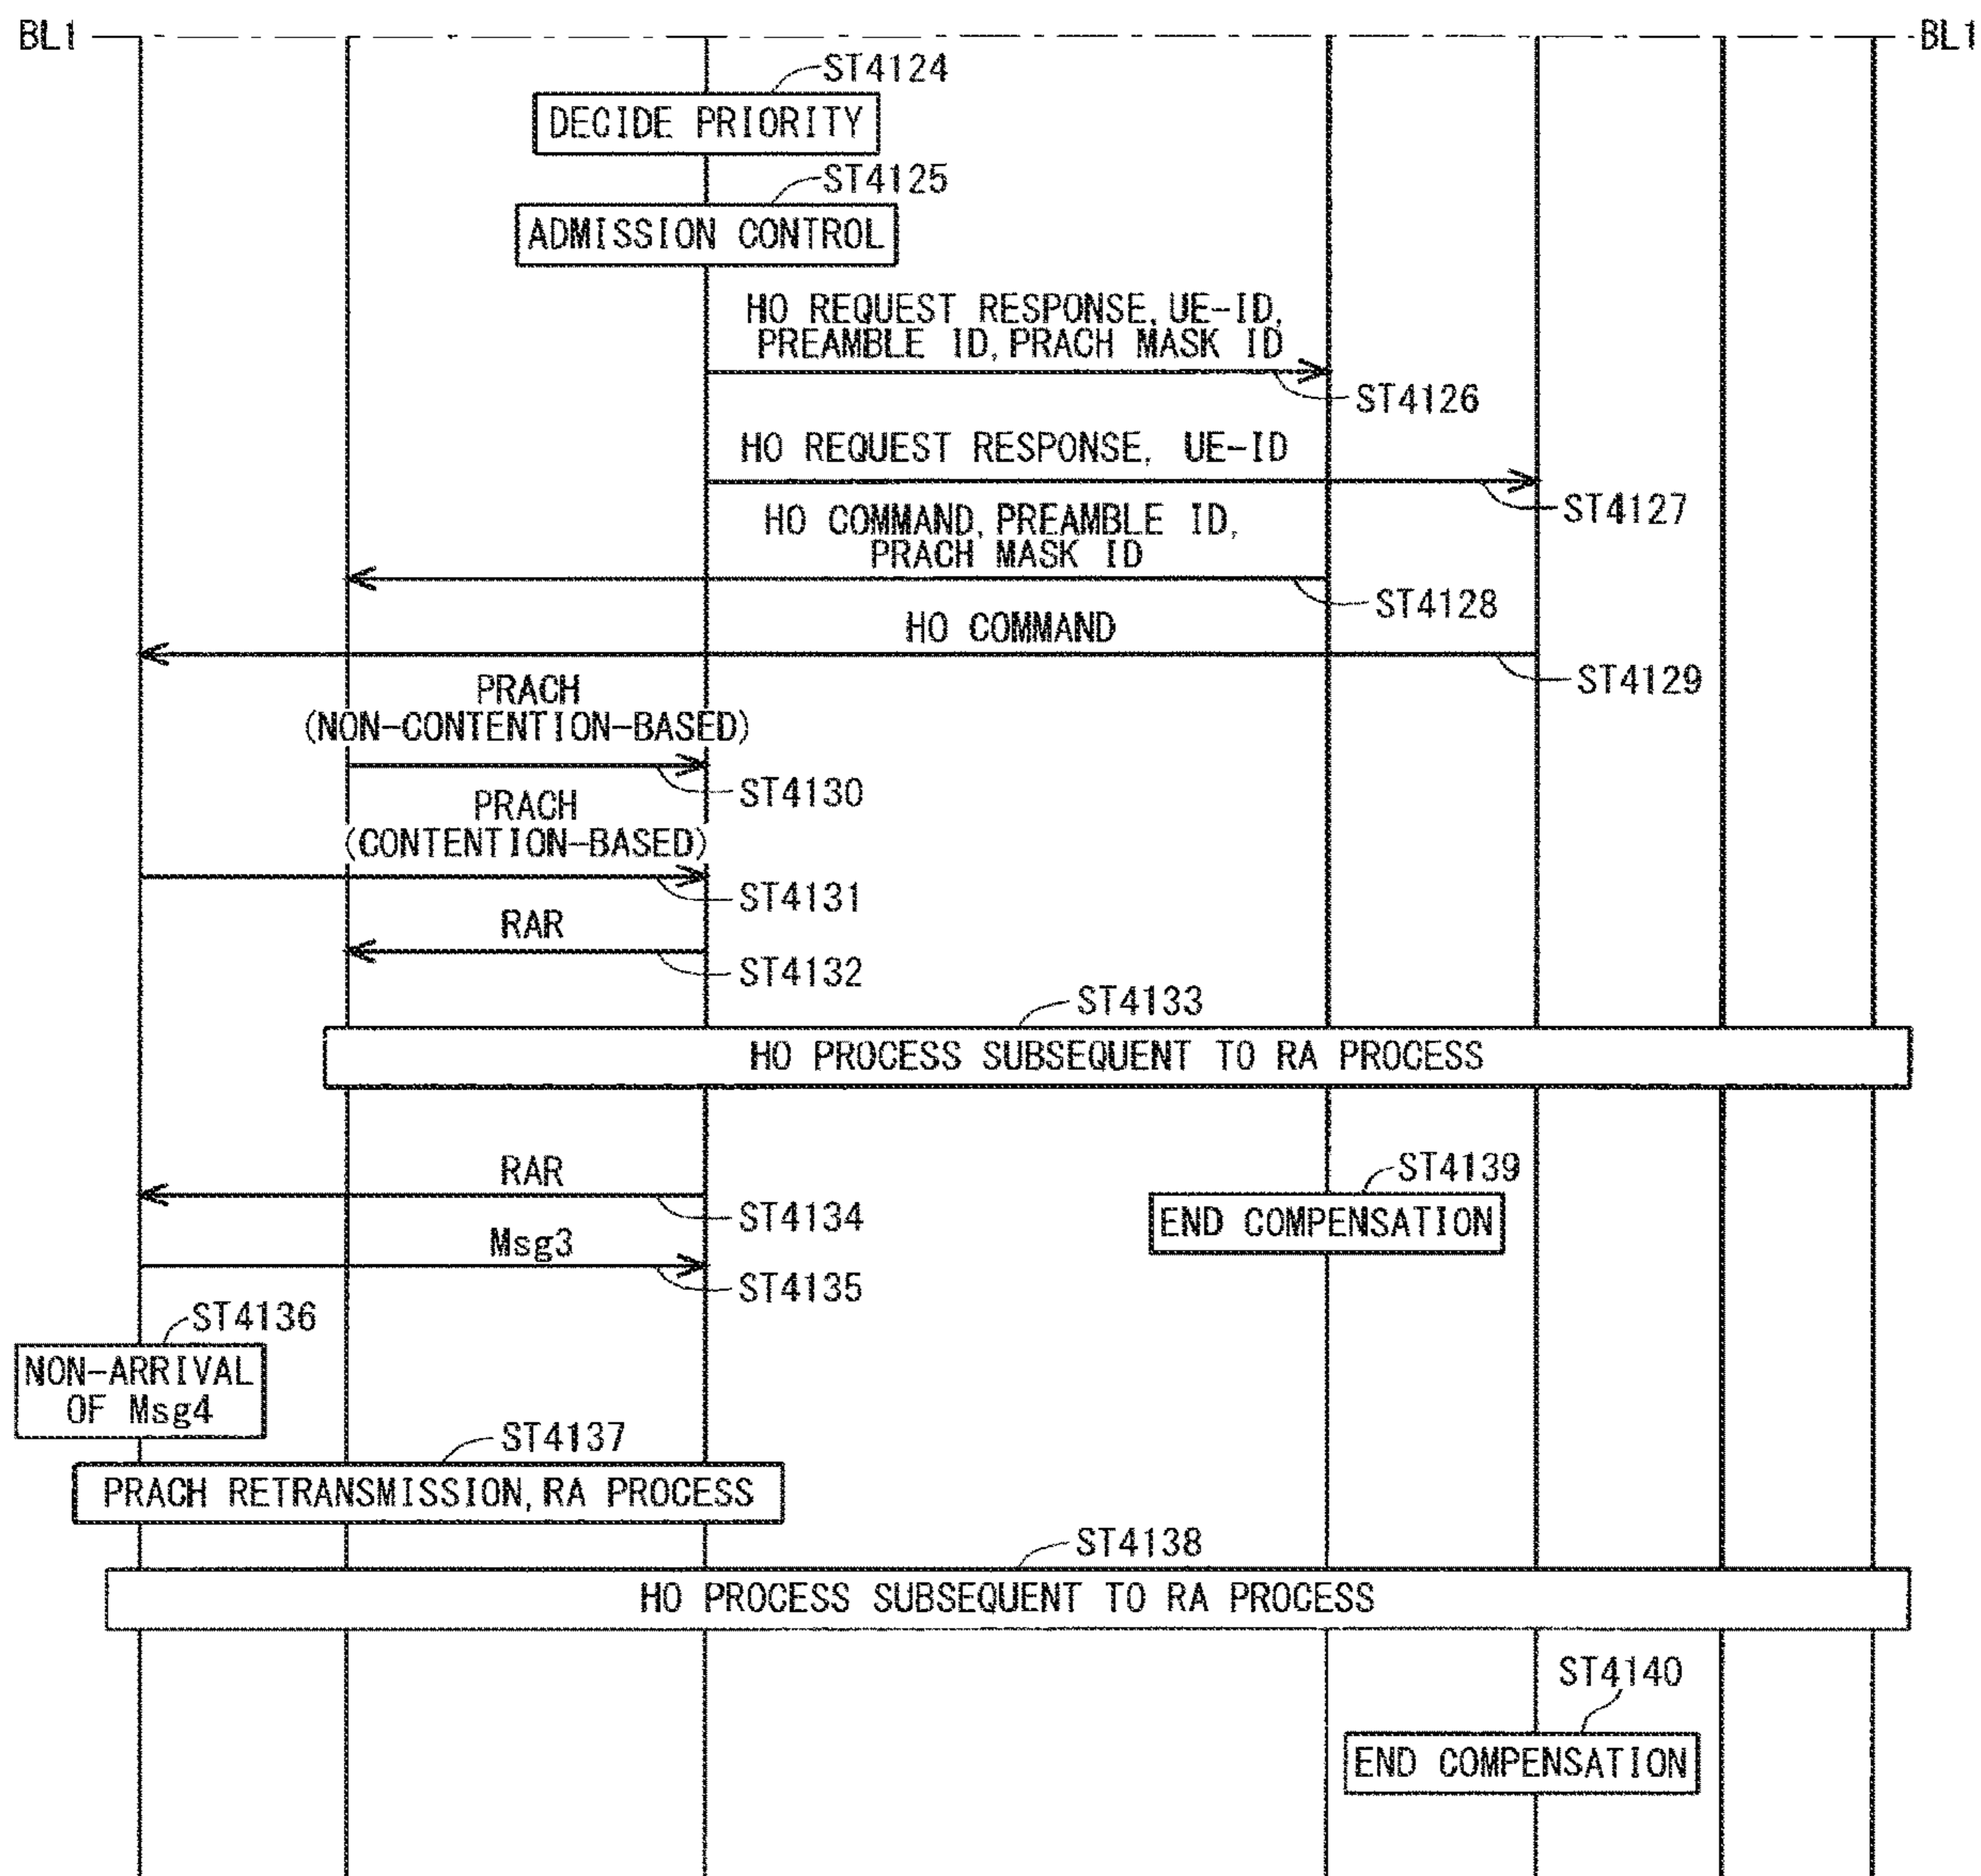 BL1
BL1
ST4124
DECIDE PRIORITY
ST4125
ADMISSION CONTROL
HO REQUEST RESPONSE, UE-ID,
PREAMBLE ID, PRACH MASK ID
ST4126
HO REQUEST RESPONSE, UE-ID
ST4127
HO COMMAND, PREAMBLE ID,
PRACH MASK ID
ST4128
HO COMMAND
ST4129
PRACH
(NON-CONTENTION-BASED)
ST4130
PRACH
(CONTENTION-BASED)
ST4131
RAR
ST4132
ST4133
HO PROCESS SUBSEQUENT TO RA PROCESS
RAR
ST4134
ST4139
END COMPENSATION
Msg3
ST4135
ST4136
NON-ARRIVAL
OF Msg4
ST4137
PRACH RETRANSMISSION, RA PROCESS
ST4138
HO PROCESS SUBSEQUENT TO RA PROCESS
ST4140
END COMPENSATION